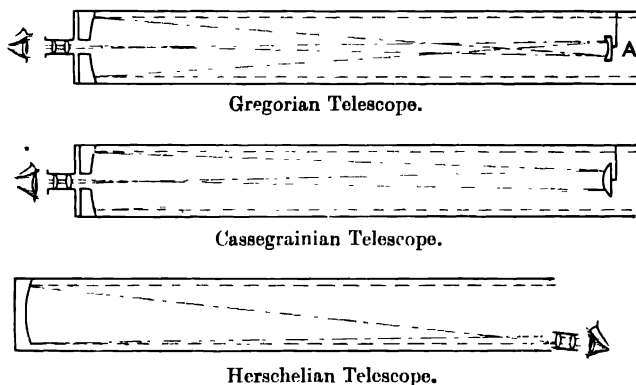 A
Gregorian Telescope.
Cassegrainian Telescope.
Herschelian Telescope.